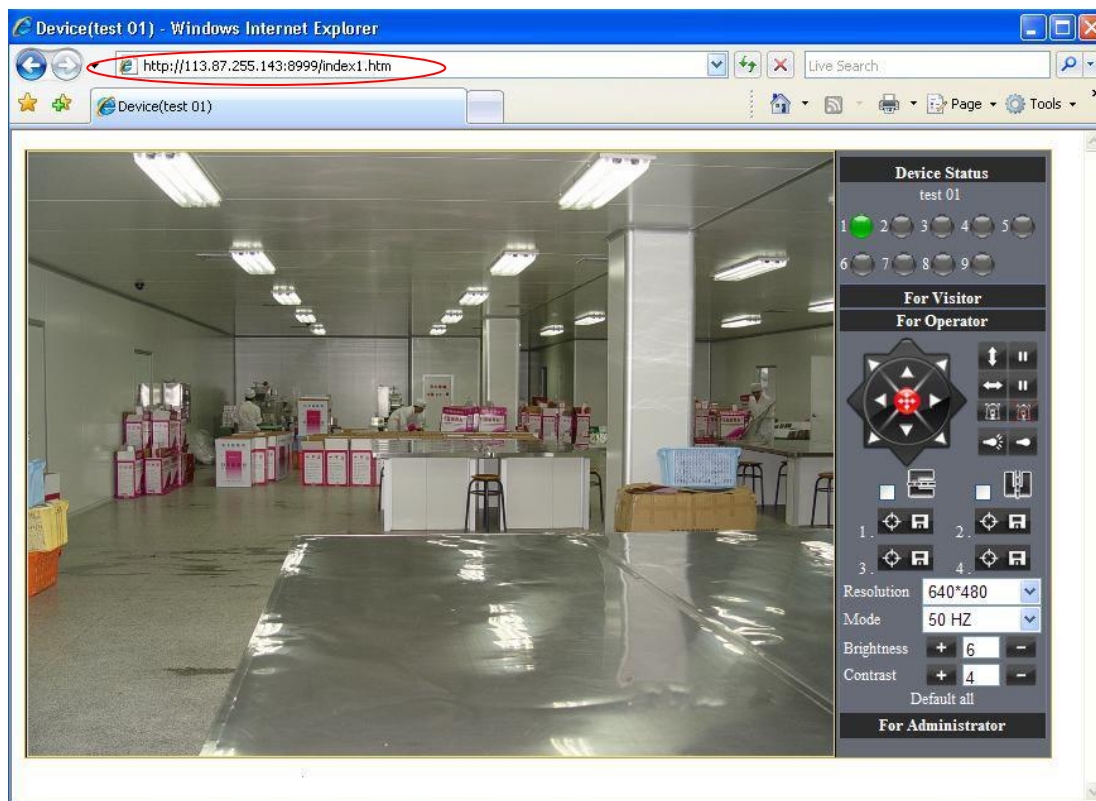 Device(test 01) - Windows Internet Explorer
http://113.87.255.143:8999/index1.htm
Live Search
Device(test 01)
Page
Tools
Device Status
test 01
1 2 3 4 5
6 7 8 9
For Visitor
For Operator
1 . 2 .
3 . 4 .
Resolution 640*480
Mode 50 HZ
Brightness + 6 -
Contrast + 4 -
Default all
For Administrator